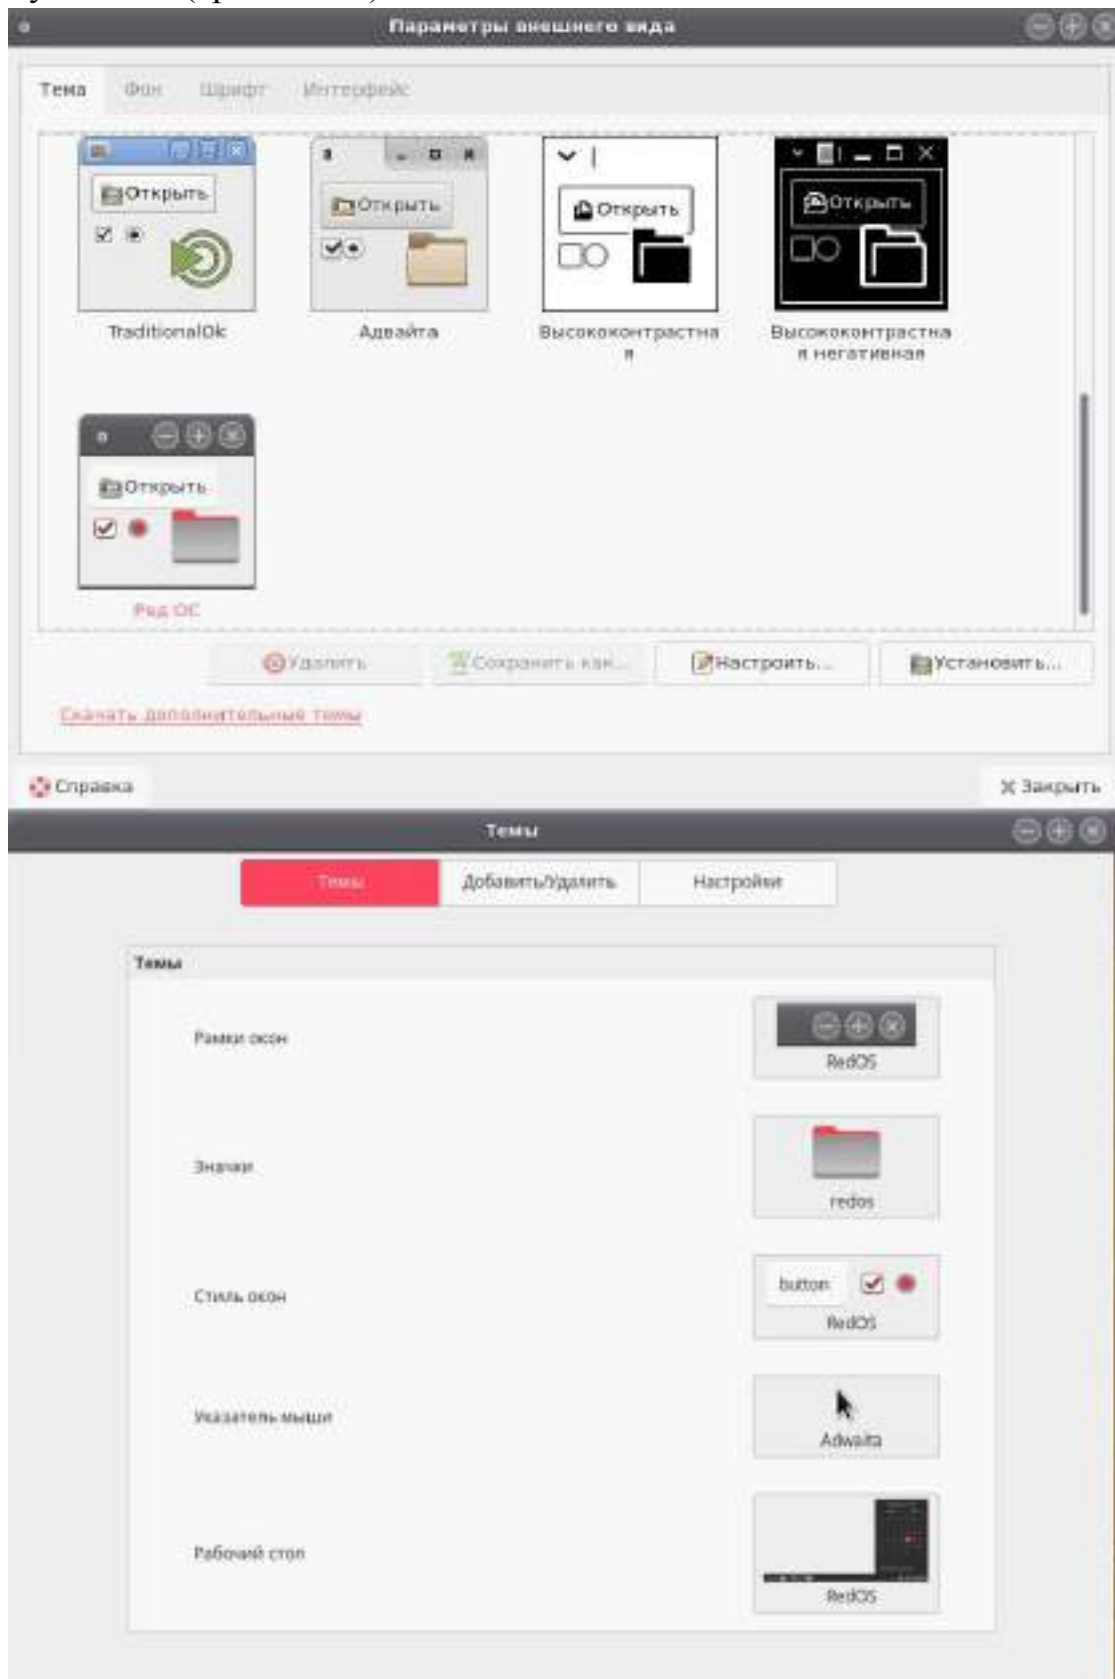 Параметры внешнего вида
Тема Фон Шрифт Интерфейс
Открыть Открыть Открыть Открыть
TraditionalOk Адвайта Высококонтрастна Высококонтрастна
я я негативная
Открыть
Ред ОС
Удалить Сохранить как... Настроить... Установить...
Скачать дополнительные темы
Справка Закрыть
Темы
Темы Добавить/Удалить Настройки
Темы
Рамки окон
RedOS
Значки
redos
button
Стиль окон
RedOS
Указатель мыши
Adwaita
Рабочий стол
RedOS